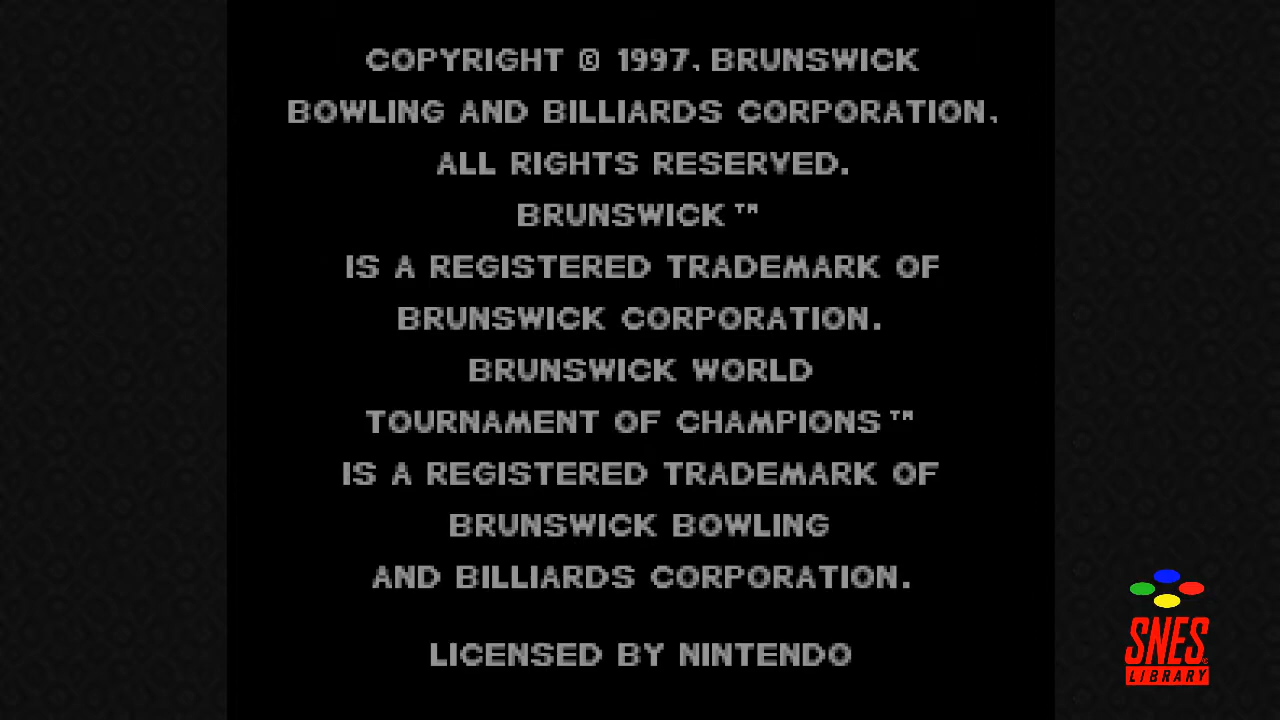 COPYRIGHT © 1997. BRUNSWICK
BOWLING AND BILLIARDS CORPORATION.
ALL RIGHTS RESERVED.
BRUNSWICK™
IS A REGISTERED TRADEMARK OF
BRUNSWICK CORPORATION.
BRUNSWICK WORLD
TOURNAMENT OF CHAMPIONS™
IS A REGISTERED TRADEMARK OF
BRUNSWICK BOWLING
AND BILLIARDS CORPORATION.
LICENSED BY NINTENDO
SNES
LIBRARY